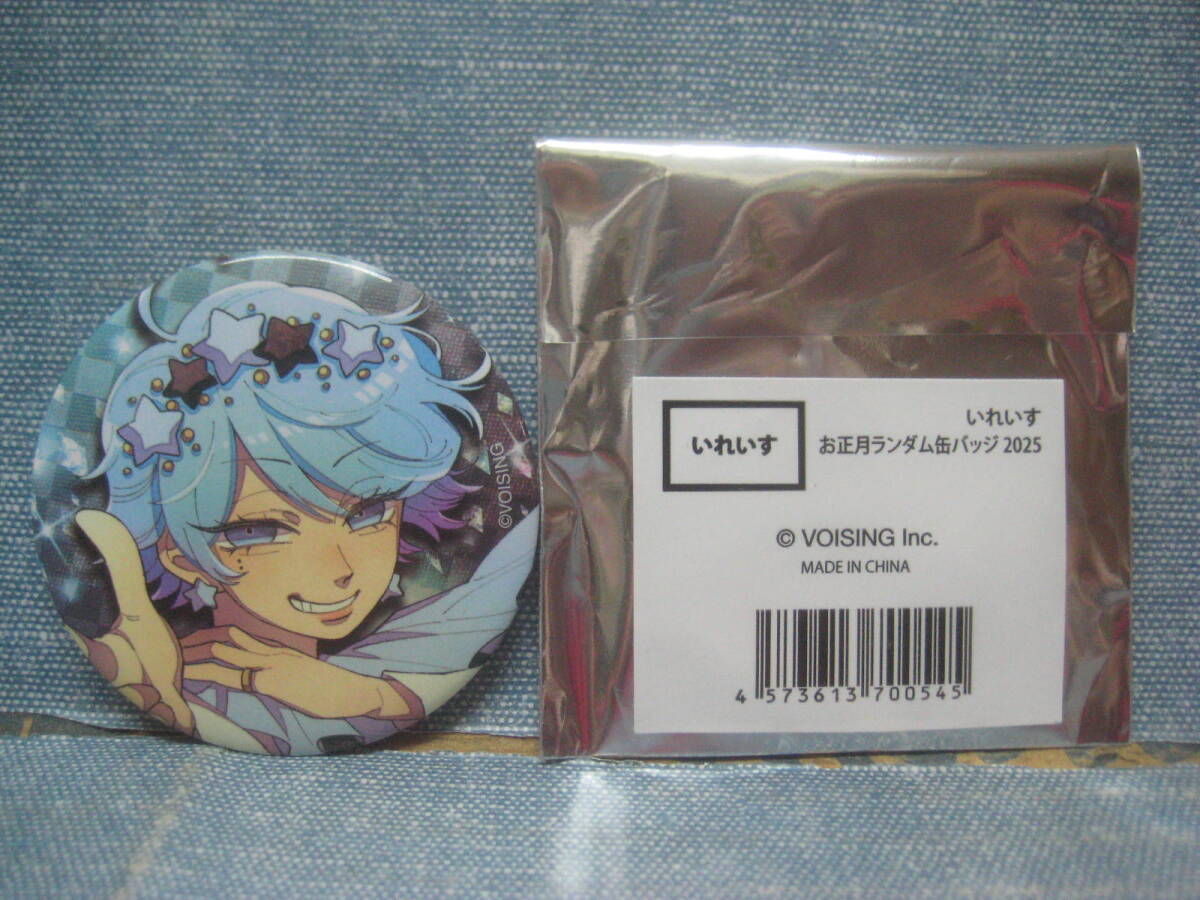 ©VOISING
いれいす
いれいす
お正月ランダム缶バッジ 2025
© VOISING Inc.
MADE IN CHINA
4 573613 700545